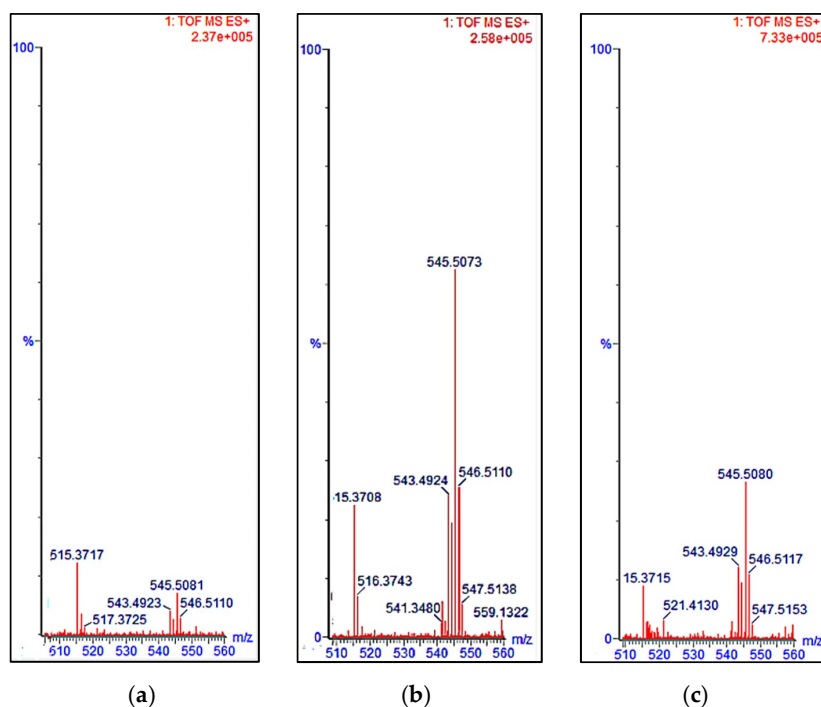 1: TOF MS ES+
2.37e+005
100
%
0
515.3717
517.3725
543.4923
545.5081
546.5110
510 520 530 540 550 560
m/z
(a)
1: TOF MS ES+
2.58e+005
100
%
0
15.3708
516.3743
541.3480
543.4924
545.5073
546.5110
547.5138
559.1322
510 520 530 540 550 560
m/z
(b)
1: TOF MS ES+
7.33e+005
100
%
0
15.3715
521.4130
543.4929
545.5080
546.5117
547.5153
510 520 530 540 550 560
m/z
(c)